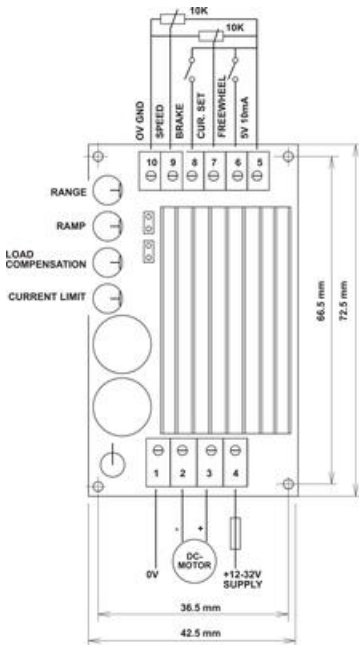 10K
10K
0V GND
SPEED
BRAKE
CUR. SET
FREEWHEEL
5V 10mA
10 9 8 7 6 5
RANGE
RAMP
LOAD
COMPENSATION
CURRENT LIMIT
66.5 mm
72.5 mm
1 2 3 4
- +
DC-
MOTOR
0V
+12-32V
SUPPLY
36.5 mm
42.5 mm